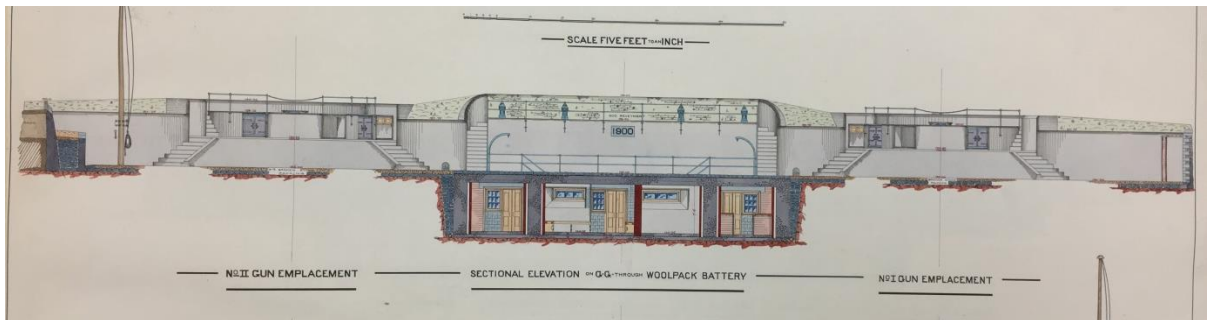 SCALE FIVE FEET TO AN INCH
1900
No II GUN EMPLACEMENT
SECTIONAL ELEVATION ON G.G. THROUGH WOOLPACK BATTERY
No I GUN EMPLACEMENT